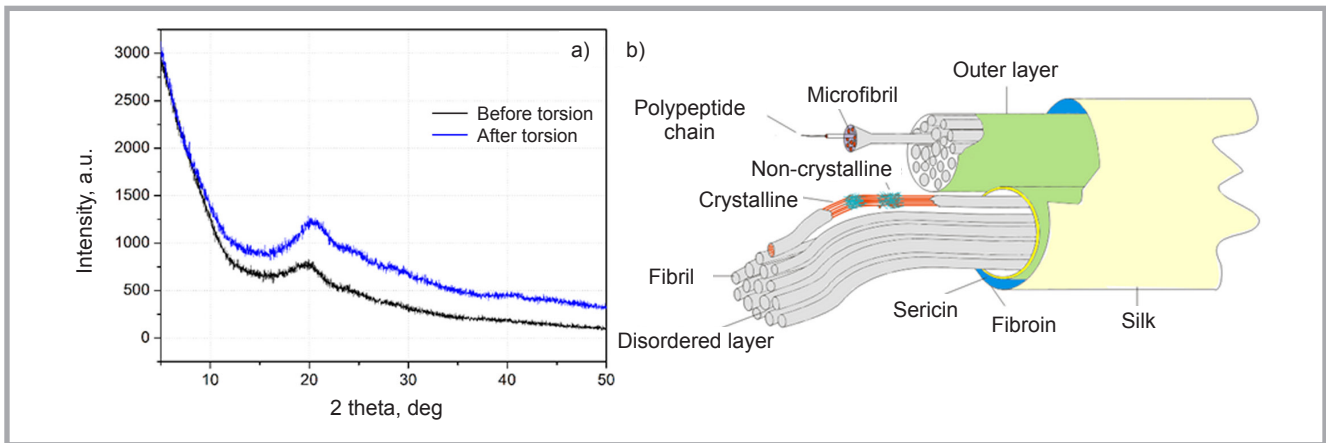 a)
3000
2500
2000
1500
1000
500
0
Intensity, a.u.
Before torsion
After torsion
10
20
30
40
50
2 theta, deg
b)
Outer layer
Microfibril
Polypeptide
chain
Non-crystalline
Crystalline
Fibril
Disordered layer
Sericin
Fibroin
Silk